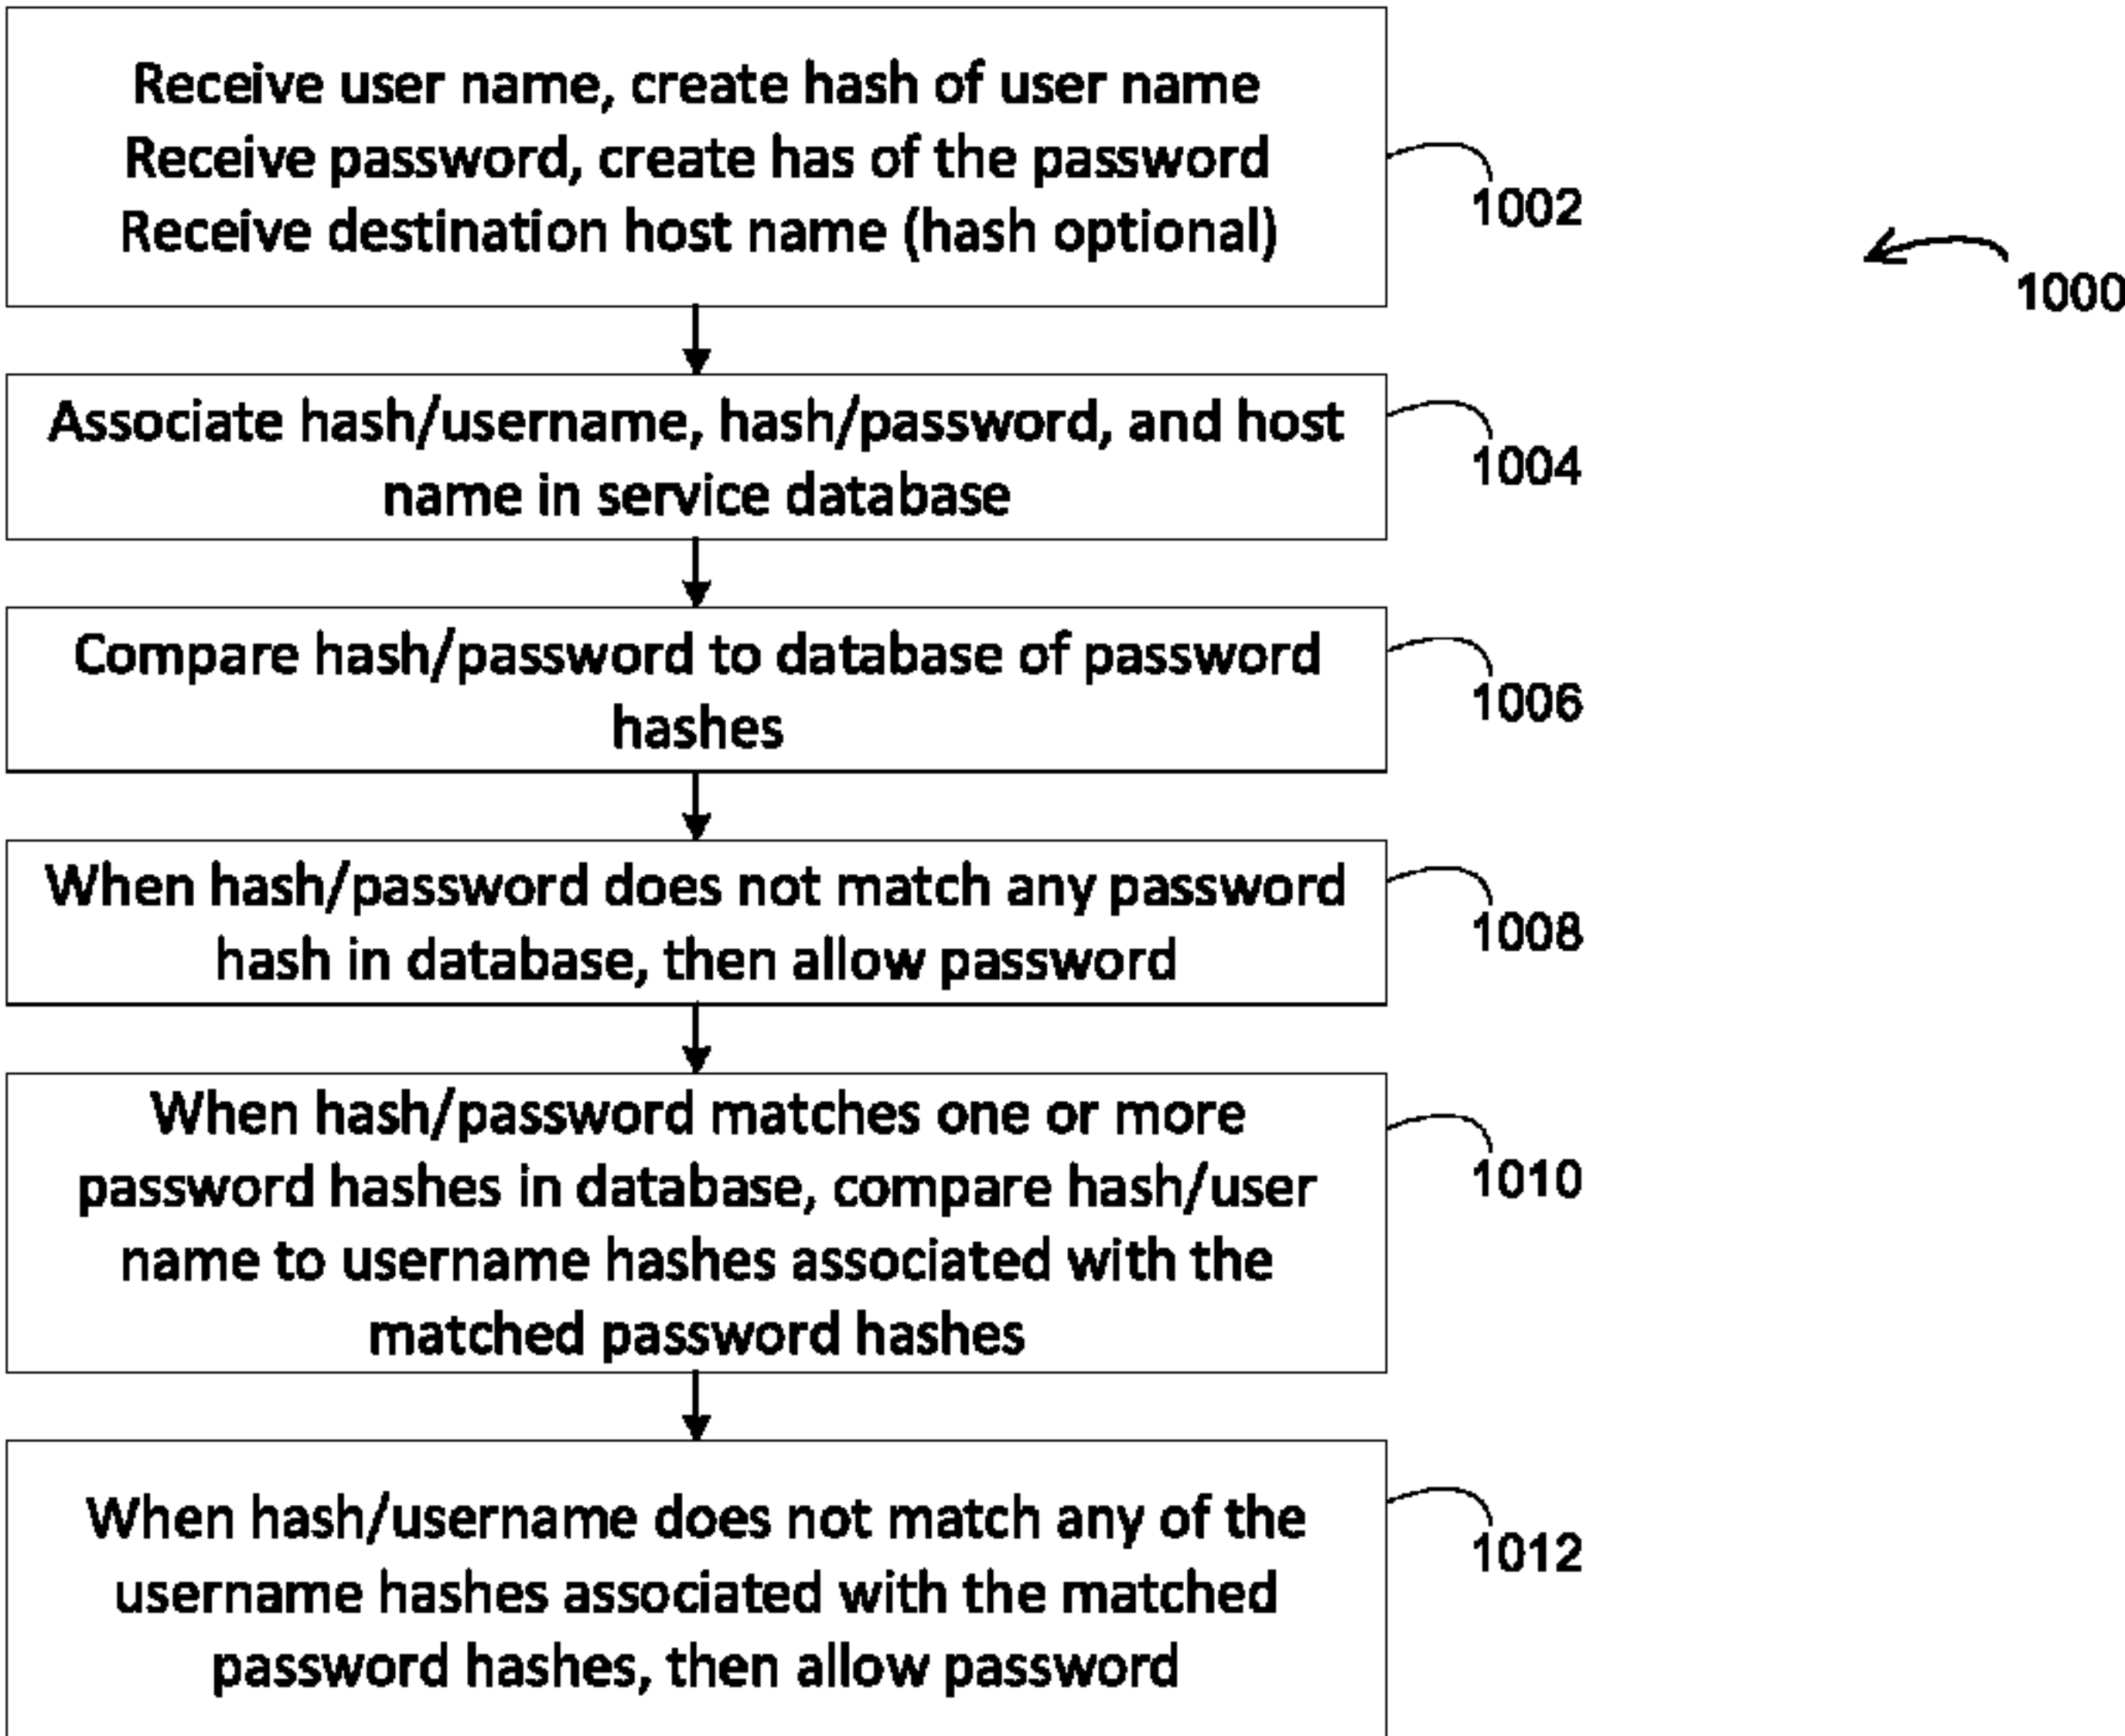 Receive user name, create hash of user name
Receive password, create has of the password
Receive destination host name (hash optional)
1002
1000
Associate hash/username, hash/password, and host
name in service database
1004
Compare hash/password to database of password
hashes
1006
When hash/password does not match any password
hash in database, then allow password
1008
When hash/password matches one or more
password hashes in database, compare hash/user
name to username hashes associated with the
matched password hashes
1010
When hash/username does not match any of the
username hashes associated with the matched
password hashes, then allow password
1012